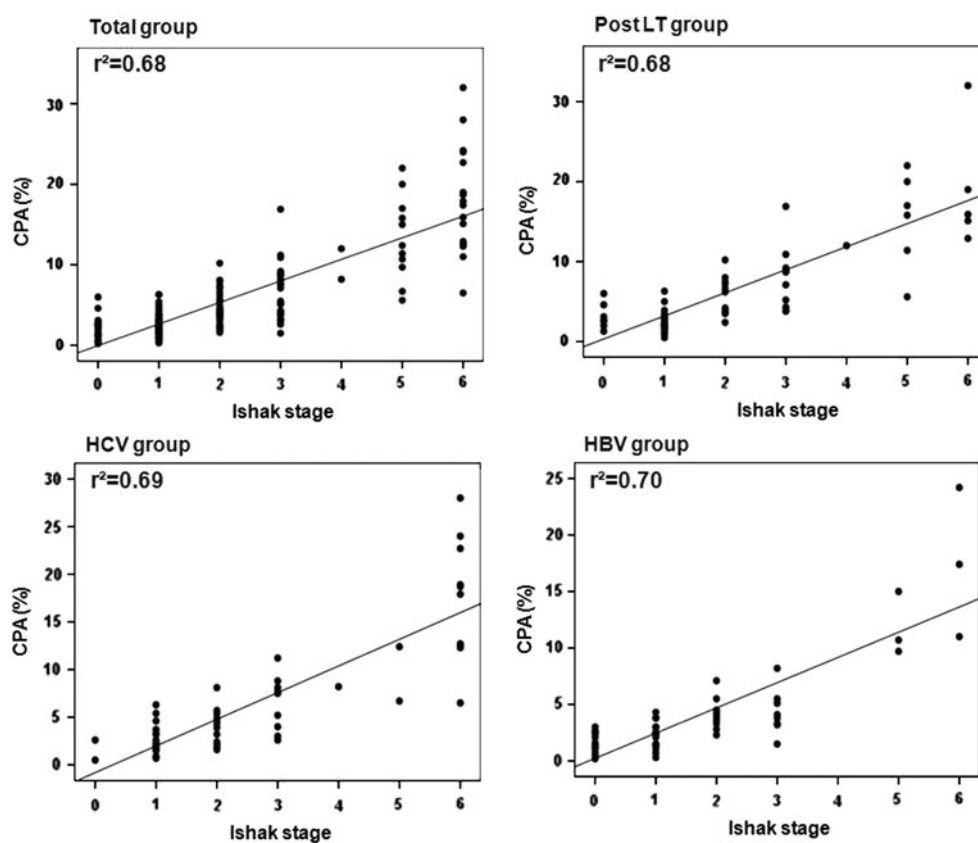 Total group
r²=0.68
CPA (%)
30
20
10
0
0 1 2 3 4 5 6
Ishak stage
Post LT group
r²=0.68
CPA (%)
30
20
10
0
0 1 2 3 4 5 6
Ishak stage
HCV group
r²=0.69
CPA (%)
30
25
20
15
10
5
0
0 1 2 3 4 5 6
Ishak stage
HBV group
r²=0.70
CPA (%)
25
20
15
10
5
0
0 1 2 3 4 5 6
Ishak stage